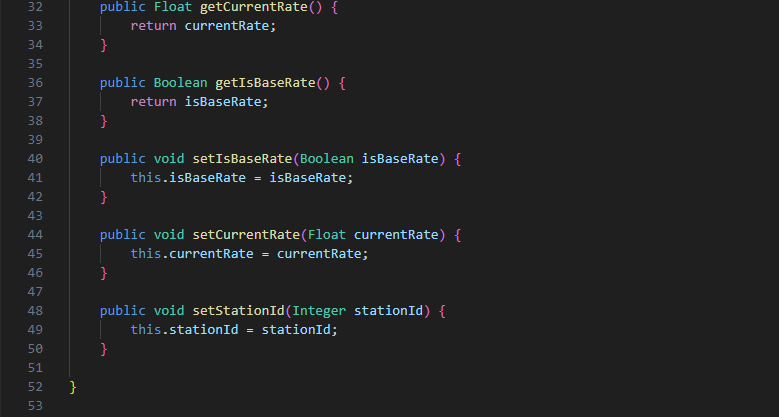 32 public Float getCurrentRate() {
33 return currentRate;
34 }
35
36 public Boolean getIsBaseRate() {
37 return isBaseRate;
38 }
39
40 public void setIsBaseRate(Boolean isBaseRate) {
41 this.isBaseRate = isBaseRate;
42 }
43
44 public void setCurrentRate(Float currentRate) {
45 this.currentRate = currentRate;
46 }
47
48 public void setStationId(Integer stationId) {
49 this.stationId = stationId;
50 }
51
52 }
53